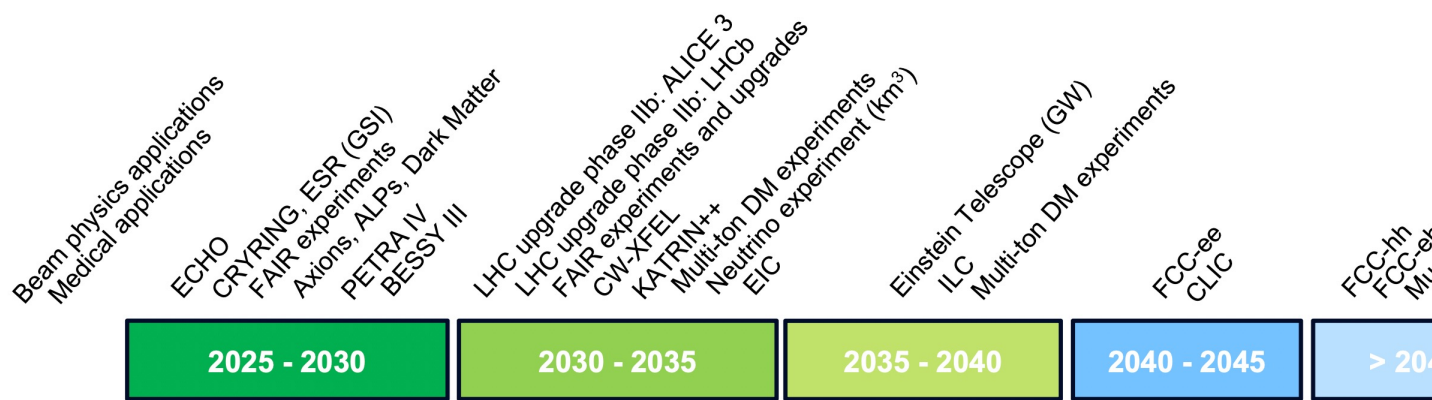 Beam physics applications
Medical applications
ECHO
CRYRING, ESR (GSI)
FAIR experiments
Axions, ALPs, Dark Matter
PETRA IV
BESSY III
LHC upgrade phase IIb: ALICE 3
LHC upgrade phase IIb: LHCb
FAIR experiments and upgrades
CW-XFEL
KATRIN++
Multi-ton DM experiments
Neutrino experiment (km³)
EIC
Einstein Telescope (GW)
ILC
Multi-ton DM experiments
FCC-ee
CLIC
FCC-hh
2025 - 2030
2030 - 2035
2035 - 2040
2040 - 2045
>